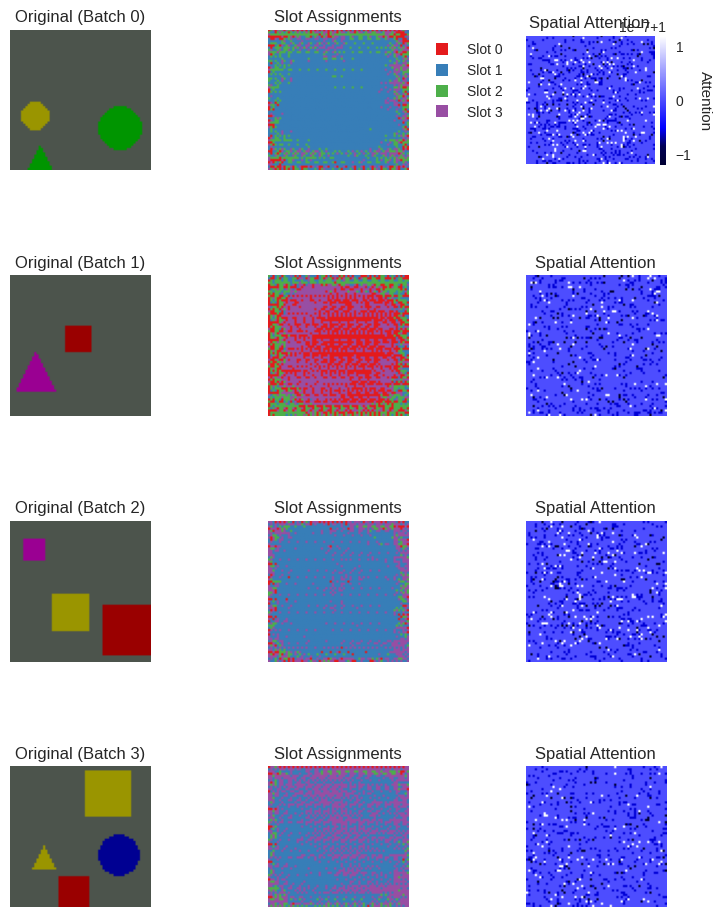 Original (Batch 0)
Slot Assignments
Slot 0
Slot 1
Slot 2
Slot 3
Spatial Attention
1e−7+1
1
0
−1
Attention
Original (Batch 1)
Slot Assignments
Spatial Attention
Original (Batch 2)
Slot Assignments
Spatial Attention
Original (Batch 3)
Slot Assignments
Spatial Attention